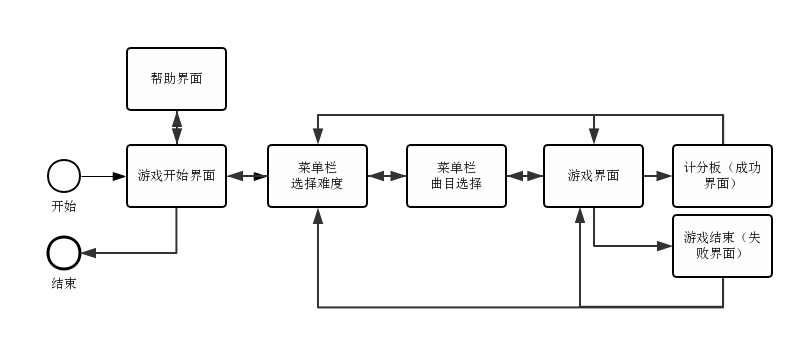 帮助界面
开始
游戏开始界面
菜单栏
选择难度
菜单栏
曲目选择
游戏界面
计分板（成功
界面）
结束
游戏结束（失
败界面）